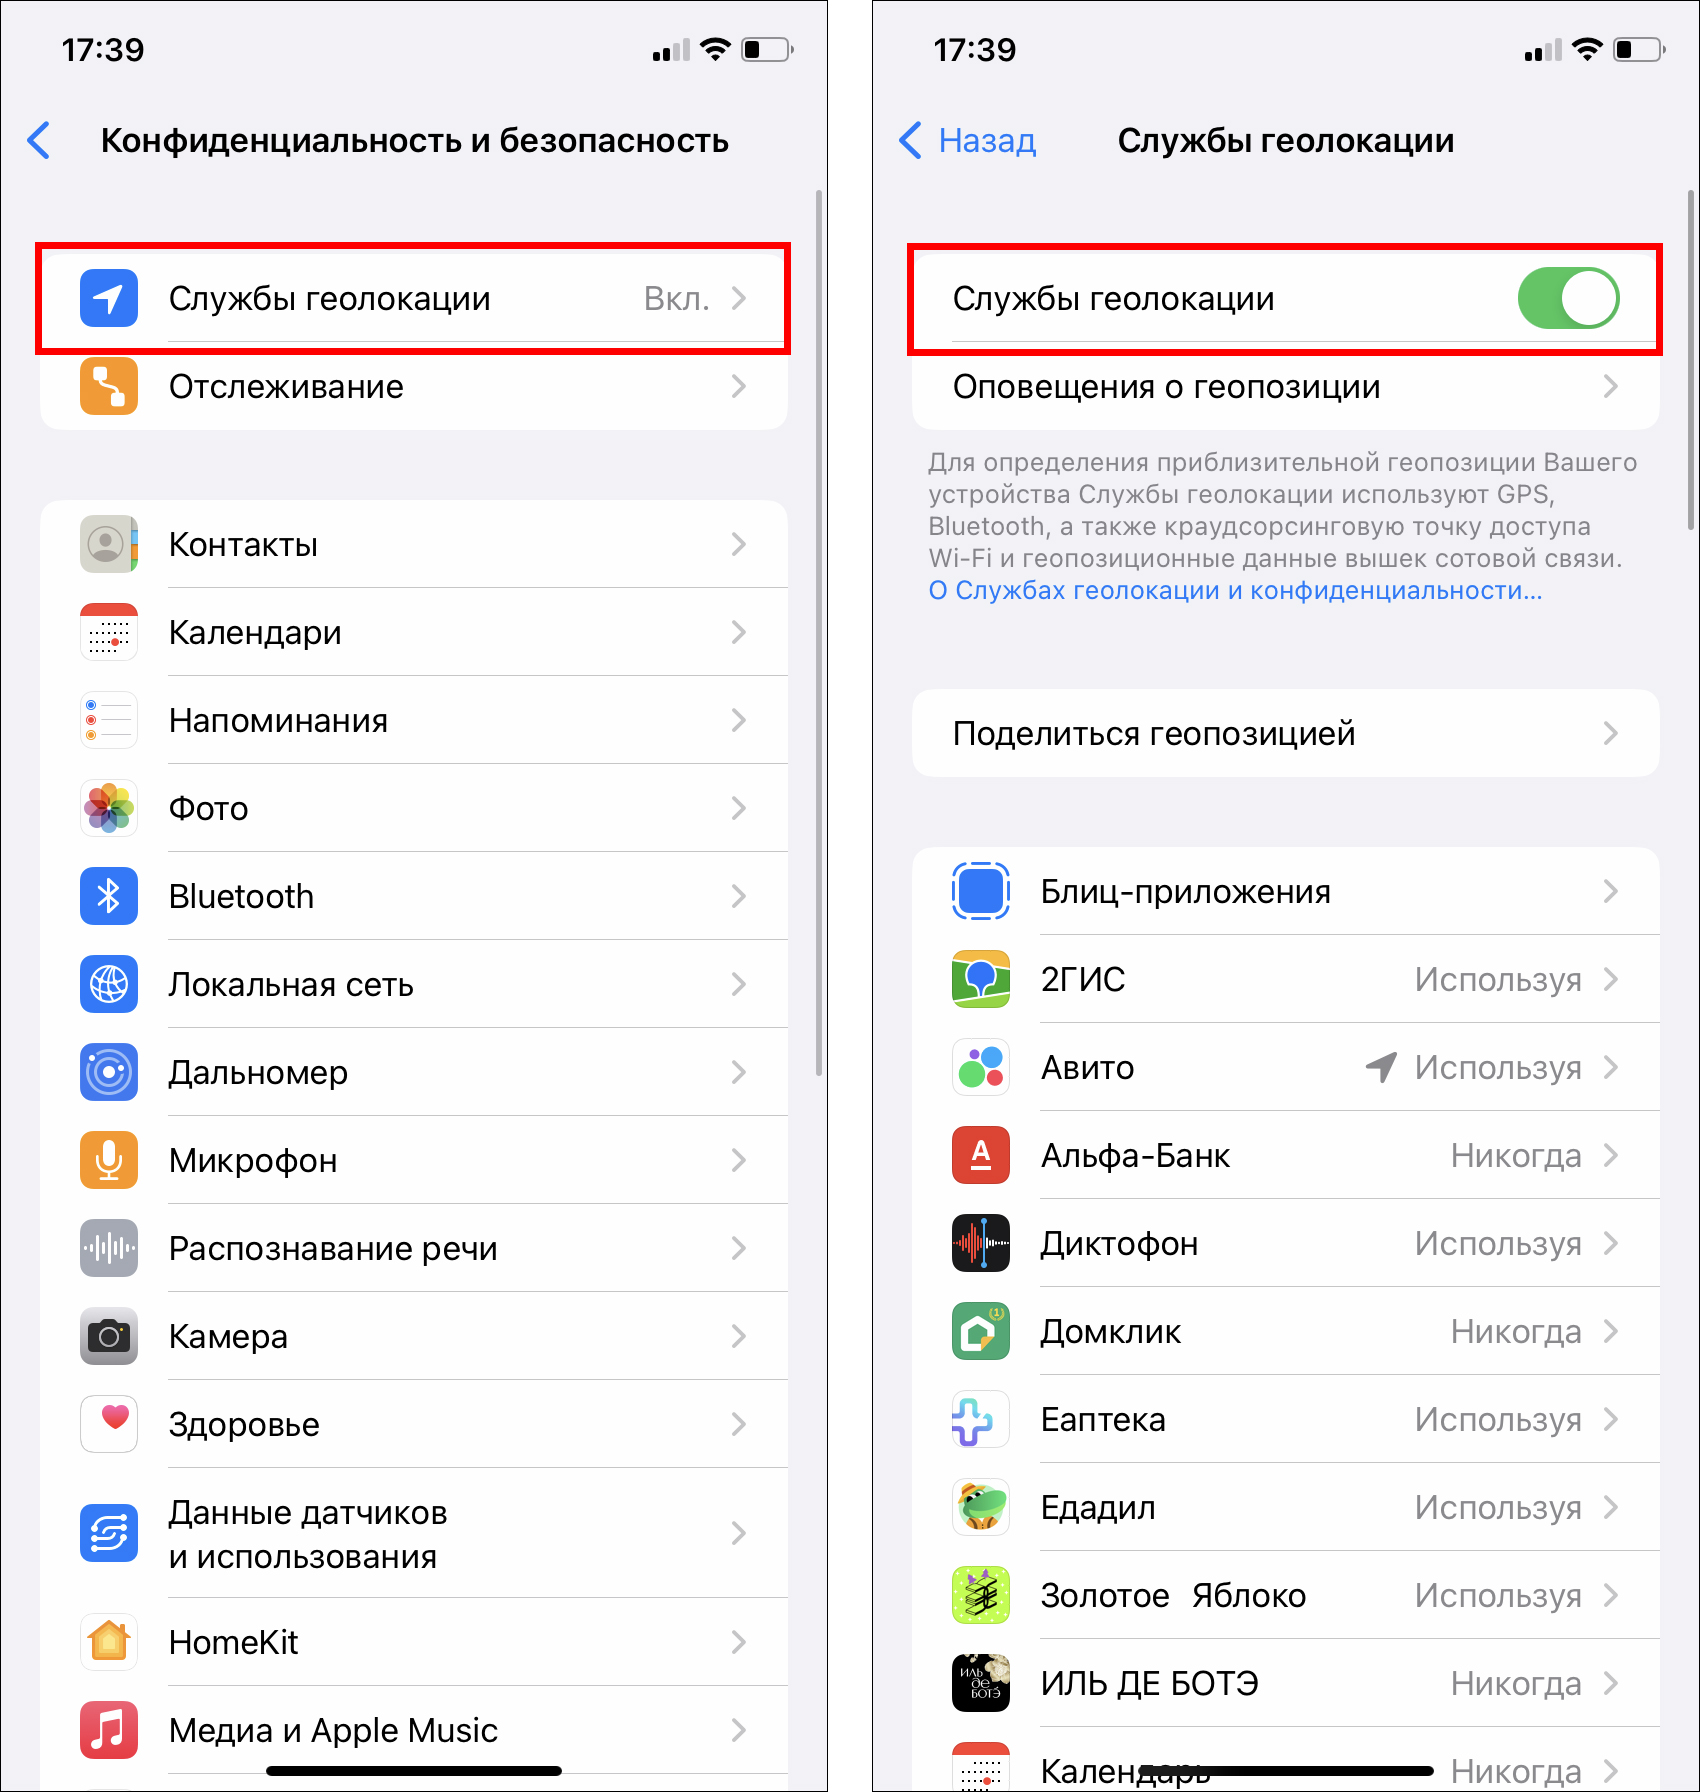 17:39
Конфиденциальность и безопасность
Службы геолокации Вкл.
Отслеживание
Контакты
Календари
Напоминания
Фото
Bluetooth
Локальная сеть
Дальномер
Микрофон
Распознавание речи
Камера
Здоровье
Данные датчиков
и использования
HomeKit
Медиа и Apple Music
17:39
Назад Службы геолокации
Службы геолокации
Оповещения о геопозиции
Для определения приблизительной геопозиции Вашего
устройства Службы геолокации используют GPS,
Bluetooth, а также краудсорсинговую точку доступа
Wi-Fi и геопозиционные данные вышек сотовой связи.
О Службах геолокации и конфиденциальности...
Поделиться геопозицией
Блиц-приложения
2ГИС Используя
Авито Используя
А
Альфа-Банк Никогда
Диктофон Используя
1
Домклик Никогда
Еаптека Используя
Едадил Используя
Золотое Яблоко Используя
ИЛЬ
де
БОТЭ
ИЛЬ ДЕ БОТЭ Никогда
Календарь Никогда